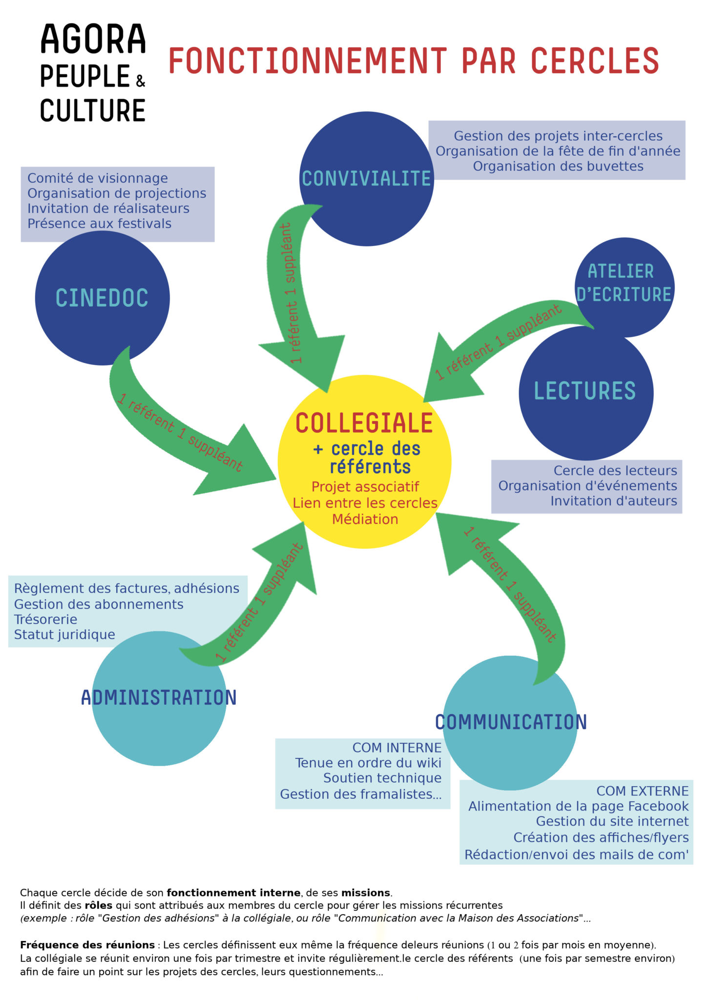 AGORA
PEUPLE &
CULTURE
FONCTIONNEMENT PAR CERCLES
CONVIVIALITE
Gestion des projets inter-cercles
Organisation de la fête de fin d'année
Organisation des buvettes
Comité de visionnage
Organisation de projections
Invitation de réalisateurs
Présence aux festivals
CINEDOC
1 référent 1 suppléant
ATELIER
D'ECRITURE
1 référent 1 suppléant
LECTURES
1 référent 1 suppléant
COLLEGIALE
+ cercle des
référents
Projet associatif
Lien entre les cercles
Médiation
Cercle des lecteurs
Organisation d'événements
Invitation d'auteurs
1 référent 1 suppléant
1 référent 1 suppléant
Règlement des factures, adhésions
Gestion des abonnements
Trésorerie
Statut juridique
ADMINISTRATION
COMMUNICATION
COM INTERNE
Tenue en ordre du wiki
Soutien technique
Gestion des framalistes...
COM EXTERNE
Alimentation de la page Facebook
Gestion du site internet
Création des affiches/flyers
Rédaction/envoi des mails de com'
Chaque cercle décide de son fonctionnement interne, de ses missions.
Il définit des rôles qui sont attribués aux membres du cercle pour gérer les missions récurrentes
(exemple : rôle "Gestion des adhésions" à la collégiale, ou rôle "Communication avec la Maison des Associations"...
Fréquence des réunions : Les cercles définissent eux même la fréquence deleurs réunions (1 ou 2 fois par mois en moyenne).
La collégiale se réunit environ une fois par trimestre et invite régulièrement.le cercle des référents (une fois par semestre environ)
afin de faire un point sur les projets des cercles, leurs questionnements...